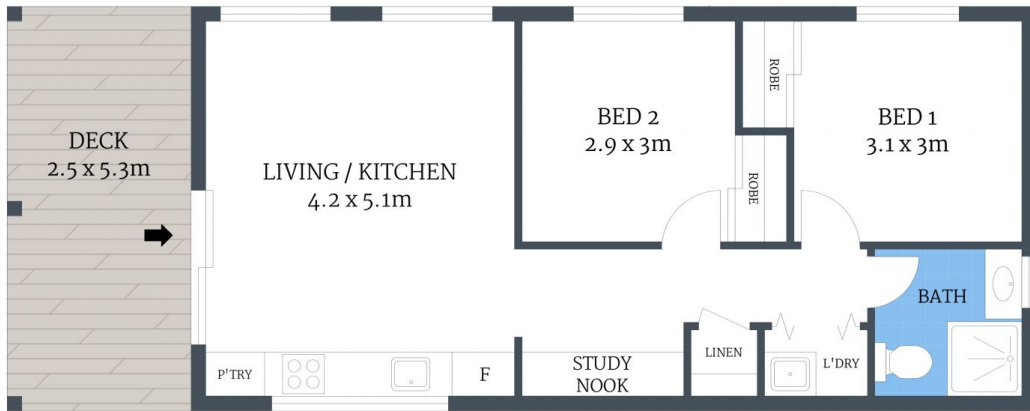 DECK
2.5 x 5.3m
LIVING / KITCHEN
4.2 x 5.1m
BED 2
2.9 x 3m
ROBE
ROBE
BED 1
3.1 x 3m
BATH
P'TRY
F
STUDY
NOOK
LINEN
L'DRY